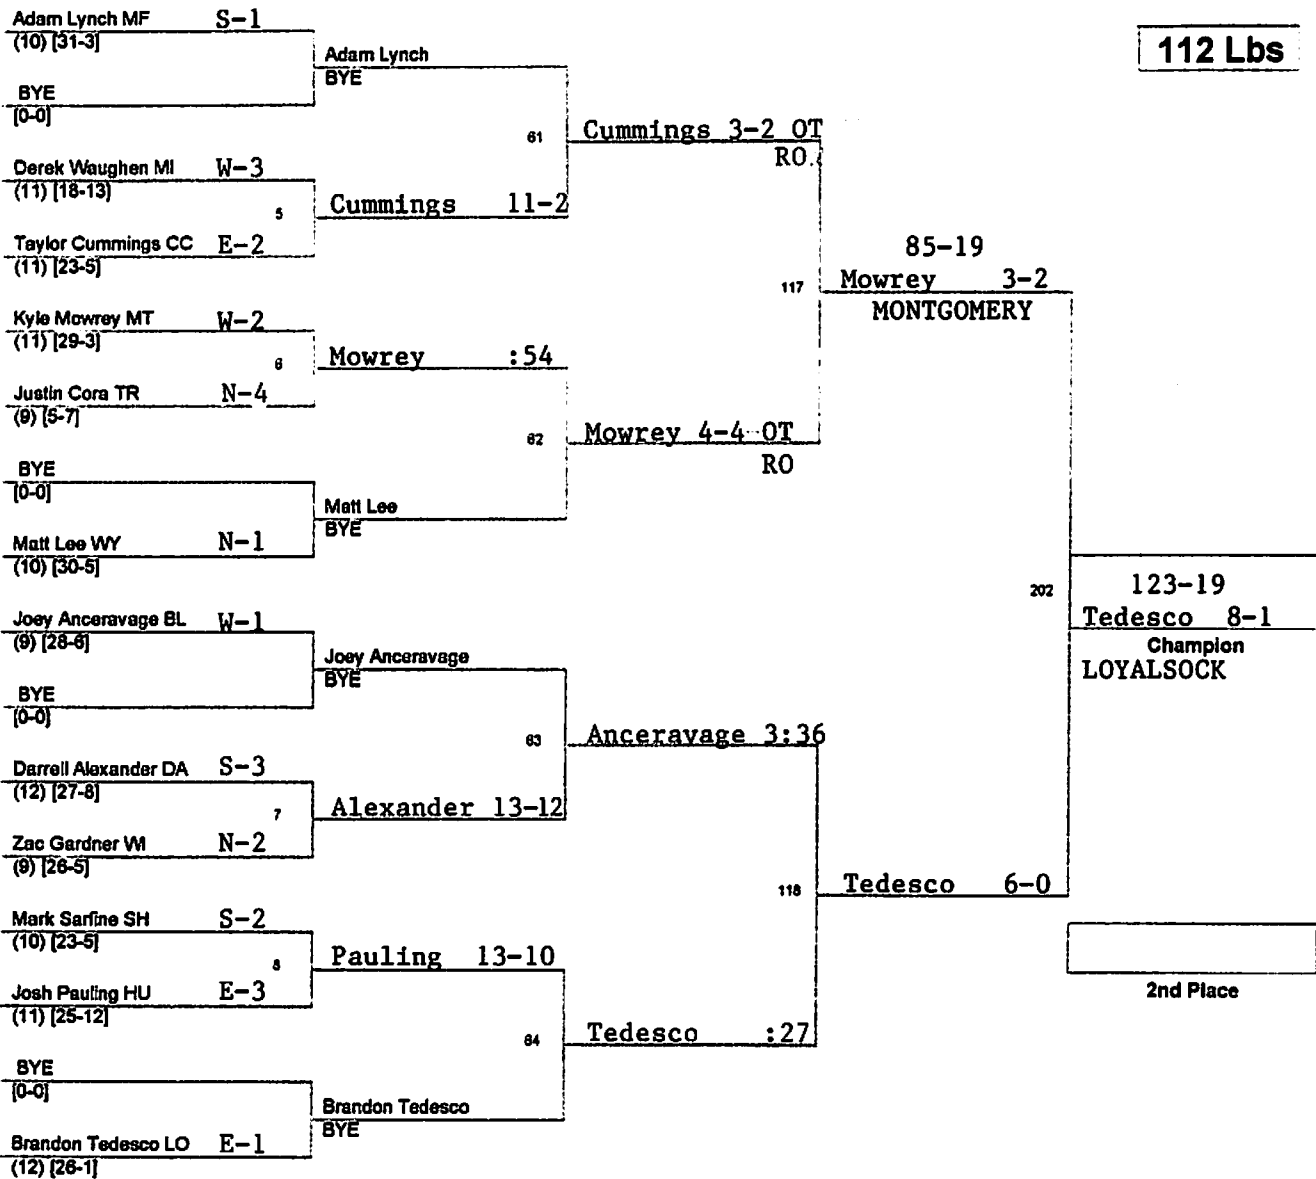 112 Lbs
Adam Lynch MF S-1
(10) [31-3]
BYE
[0-0]
Derek Waughen MI W-3
(11) [18-13]
5
Taylor Cummings CC E-2
(11) [23-5]
Kyle Mowrey MT W-2
(11) [29-3]
6
Justin Cora TR N-4
(9) [5-7]
BYE
[0-0]
Matt Lee WY N-1
(10) [30-5]
Joey Anceravage BL W-1
(9) [28-6]
BYE
[0-0]
Darrell Alexander DA S-3
(12) [27-8]
7
Zac Gardner WI N-2
(9) [26-5]
Mark Sarfine SH S-2
(10) [23-5]
8
Josh Pauling HU E-3
(11) [25-12]
BYE
[0-0]
Brandon Tedesco LO E-1
(12) [26-1]
Adam Lynch
BYE
61
Cummings 11-2
Mowrey :54
62
Matt Lee
BYE
Joey Anceravage
BYE
63
Alexander 13-12
Pauling 13-10
64
Brandon Tedesco
BYE
Cummings 3-2 OT
RO.
117
Mowrey 4-4 OT
RO
Anceravage 3:36
118
Tedesco :27
85-19
Mowrey 3-2
MONTGOMERY
202
Tedesco 6-0
123-19
Tedesco 8-1
Champion
LOYALSOCK
2nd Place